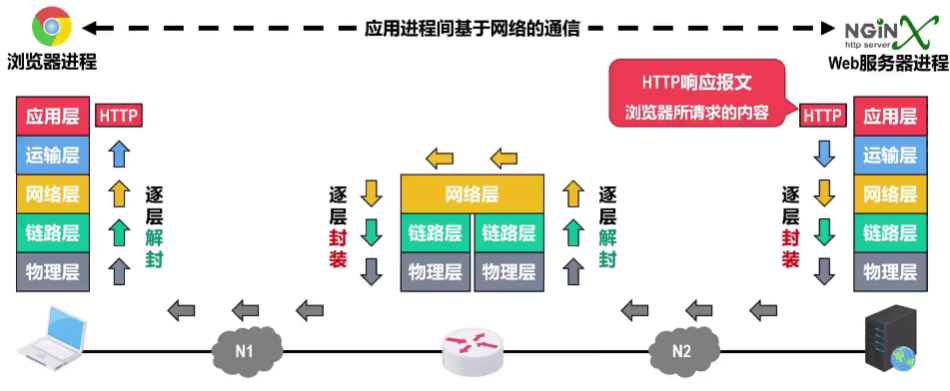 应用进程间基于网络的通信
NGiNX
http server
浏览器进程
Web服务器进程
HTTP响应报文
浏览器所请求的内容
应用层
HTTP
HTTP
应用层
运输层
运输层
网络层
网络层
网络层
链路层
链路层
链路层
链路层
物理层
物理层
物理层
物理层
逐层解封
逐层封装
逐层解封
逐层封装
N1
N2